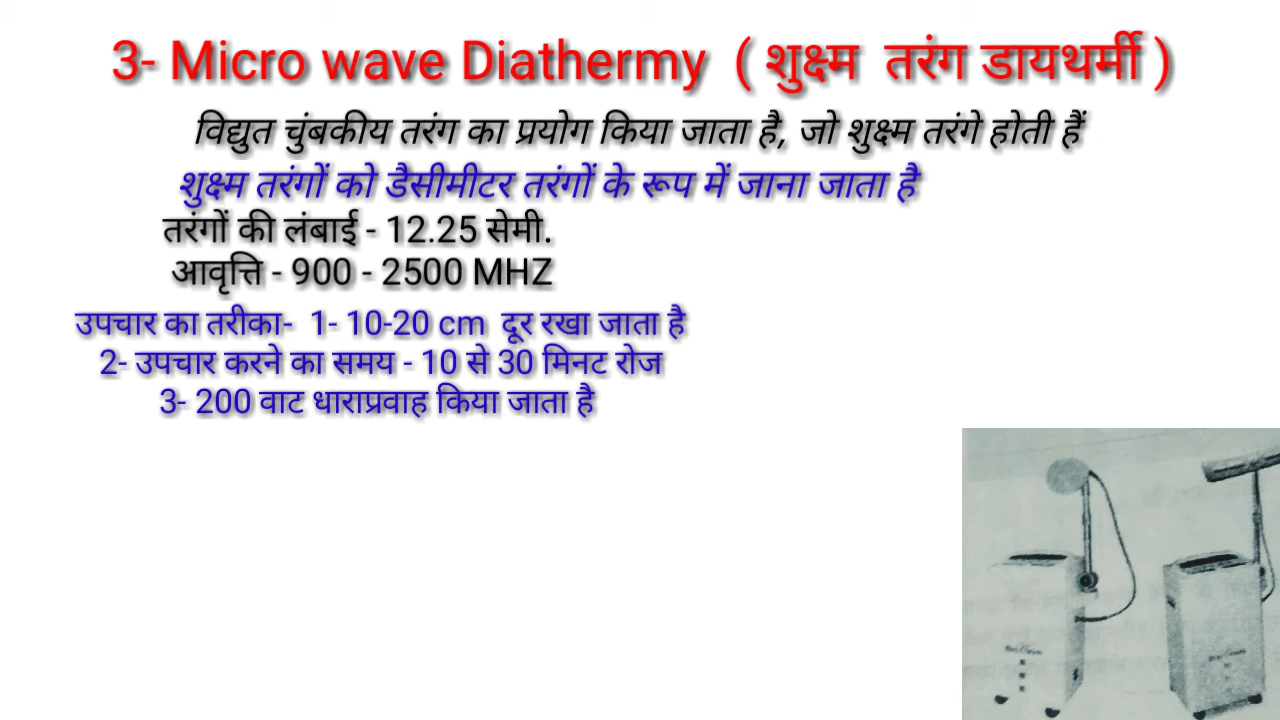 3- Micro wave Diathermy ( शुक्ष्म तरंग डायथर्मी )
विद्युत चुंबकीय तरंग का प्रयोग किया जाता है, जो शुक्ष्म तरंगे होती हैं
शुक्ष्म तरंगों को डैसीमीटर तरंगों के रूप में जाना जाता है
तरंगों की लंबाई - 12.25 सेमी.
आवृत्ति - 900 - 2500 MHZ
उपचार का तरीका- 1- 10-20 cm दूर रखा जाता है
2- उपचार करने का समय - 10 से 30 मिनट रोज
3- 200 वाट धाराप्रवाह किया जाता है